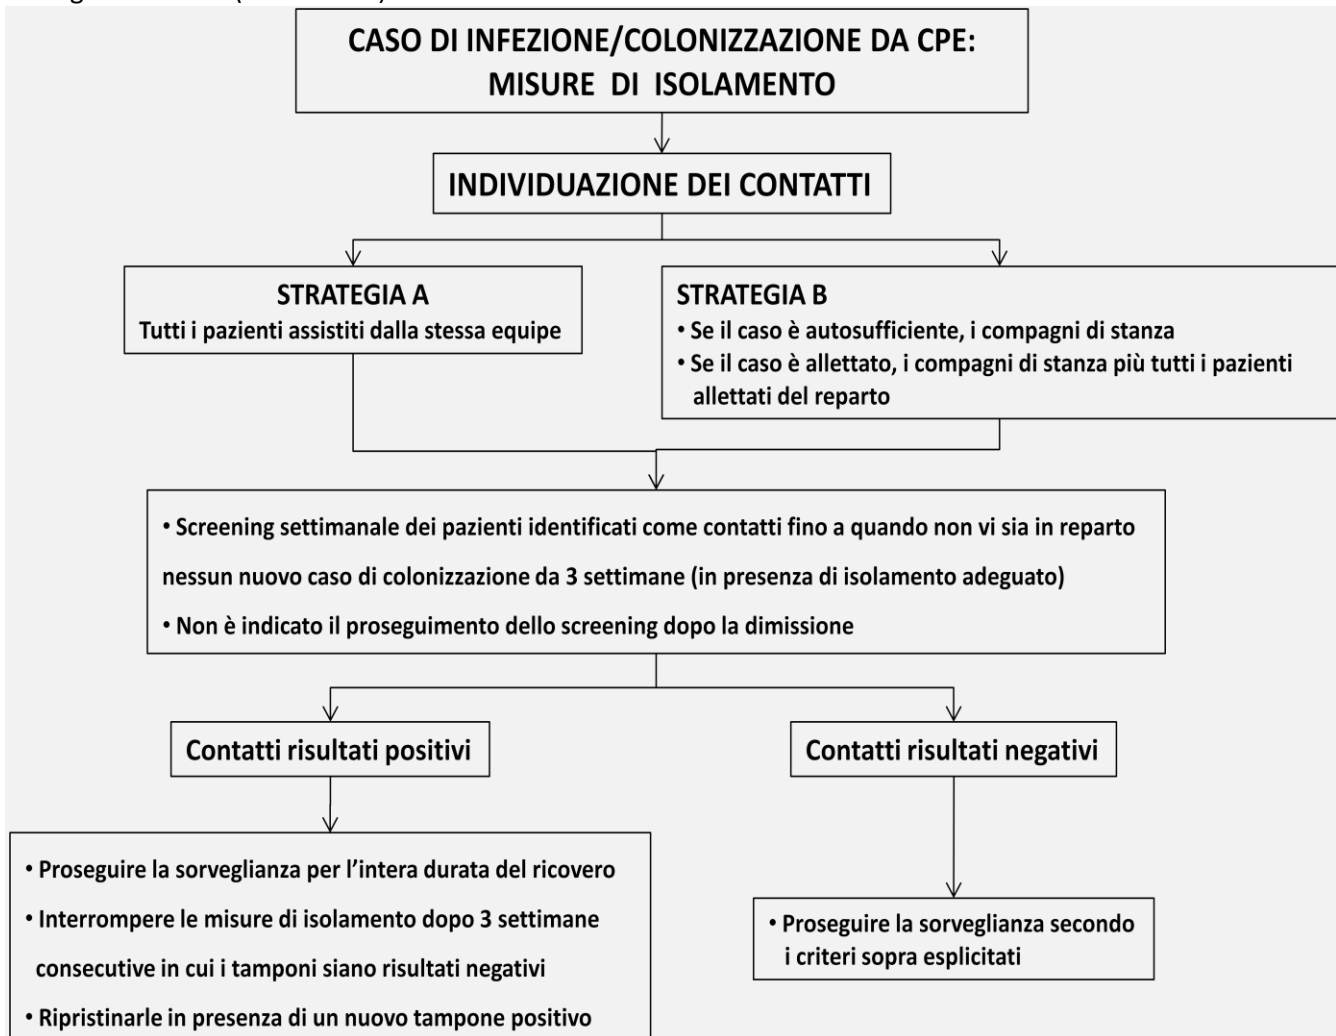 CASO DI INFEZIONE/COLONIZZAZIONE DA CPE:
MISURE DI ISOLAMENTO
INDIVIDUAZIONE DEI CONTATTI
STRATEGIA A
Tutti i pazienti assistiti dalla stessa equipe
STRATEGIA B
• Se il caso è autosufficiente, i compagni di stanza
• Se il caso è allettato, i compagni di stanza più tutti i pazienti
allettati del reparto
• Screening settimanale dei pazienti identificati come contatti fino a quando non vi sia in reparto
nessun nuovo caso di colonizzazione da 3 settimane (in presenza di isolamento adeguato)
• Non è indicato il proseguimento dello screening dopo la dimissione
Contatti risultati positivi
Contatti risultati negativi
• Proseguire la sorveglianza per l'intera durata del ricovero
• Interrompere le misure di isolamento dopo 3 settimane
consecutive in cui i tamponi siano risultati negativi
• Ripristinarle in presenza di un nuovo tampone positivo
• Proseguire la sorveglianza secondo
i criteri sopra esplicitati